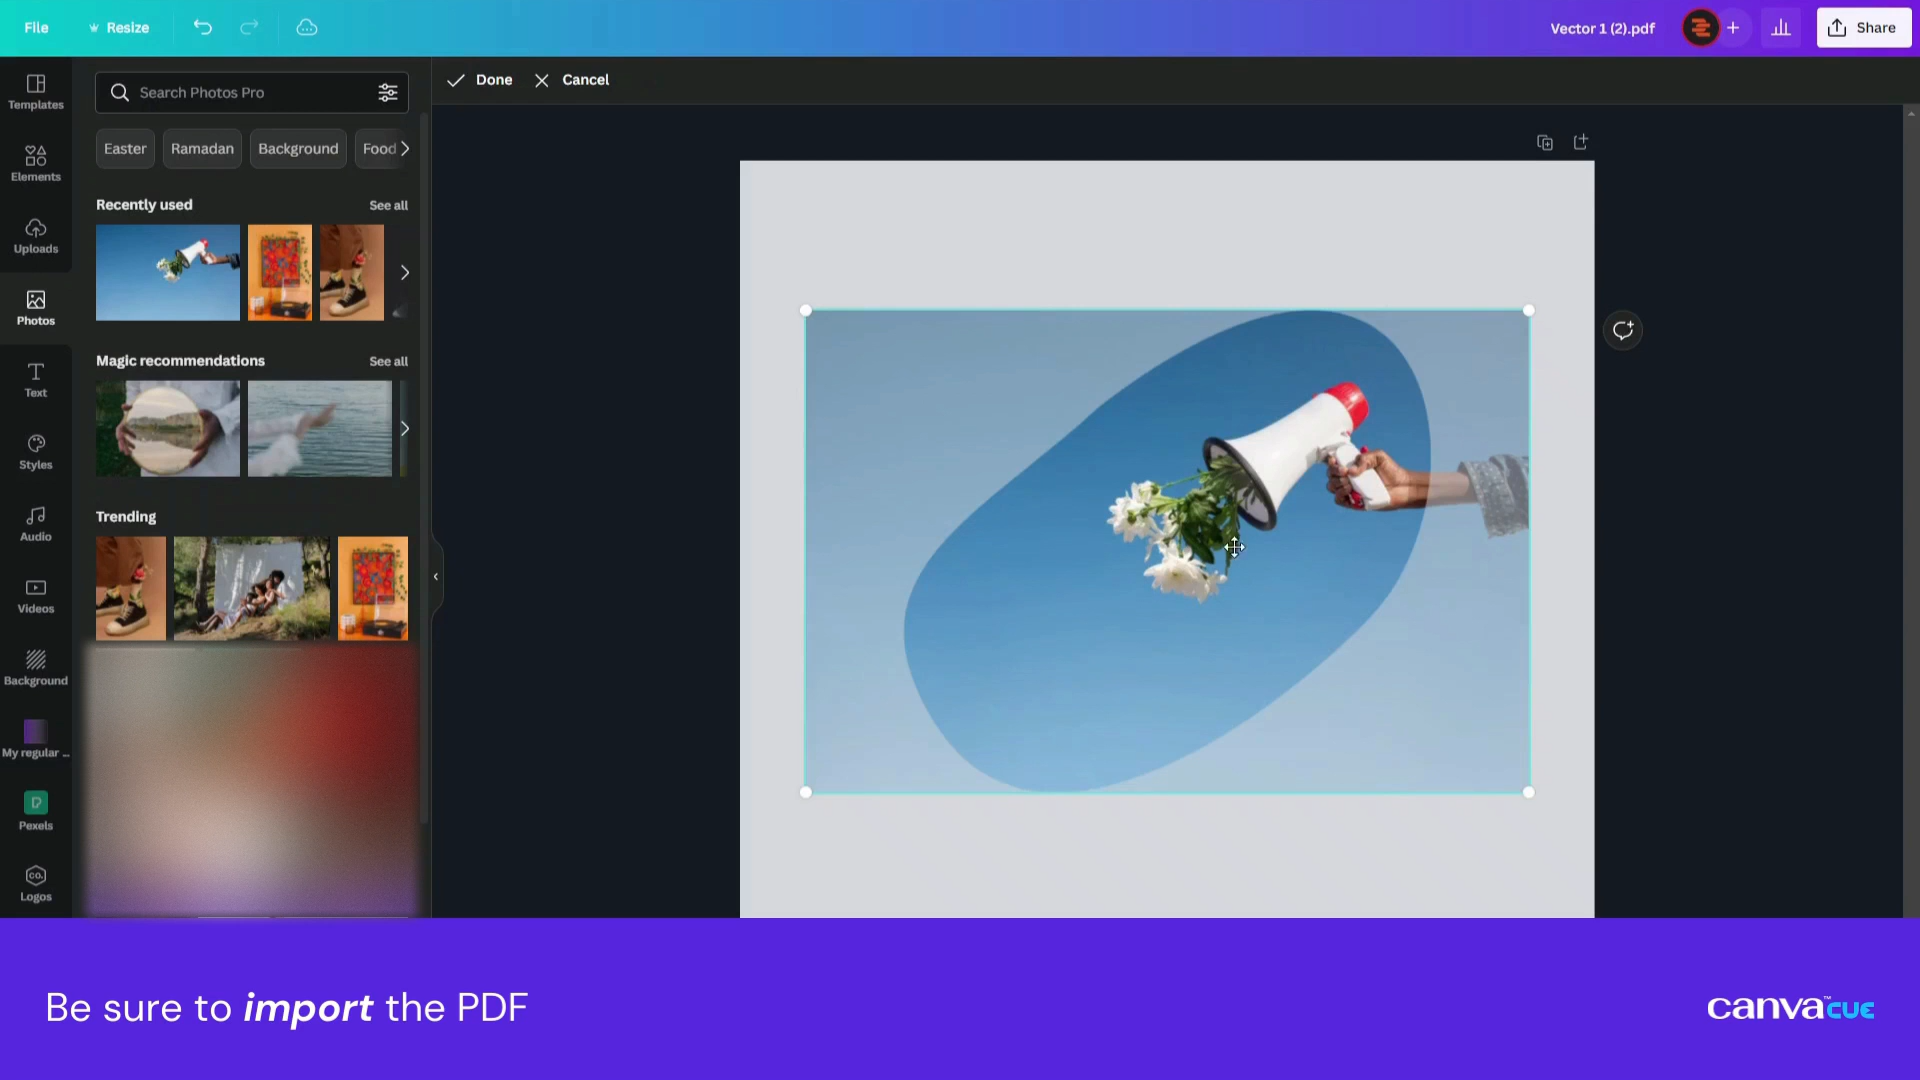 File
Resize
Vector 1 (2).pdf
Share
Templates
Elements
Uploads
Photos
Text
Styles
Audio
Videos
Background
My regular ...
Pexels
CO.
Logos
Search Photos Pro
Easter
Ramadan
Background
Food
Recently used
See all
Magic recommendations
See all
Trending
Done
Cancel
Be sure to import the PDF
canva™cue